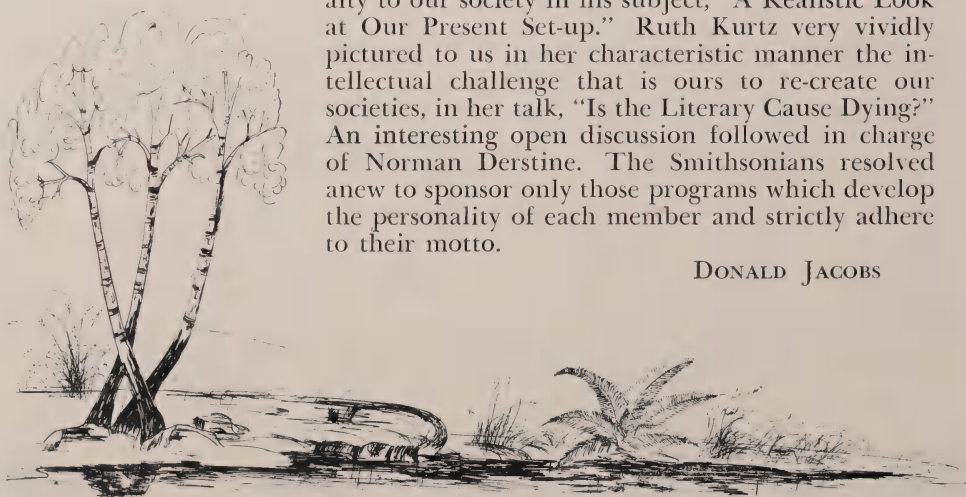 alty to our society in his subject, "A Realistic Look
at Our Present Set-up." Ruth Kurtz very vividly
pictured to us in her characteristic manner the in-
tellectual challenge that is ours to re-create our
societies, in her talk, "Is the Literary Cause Dying?"
An interesting open discussion followed in charge
of Norman Derstine. The Smithsonians resolved
anew to sponsor only those programs which develop
the personality of each member and strictly adhere
to their motto.
DONALD JACOBS